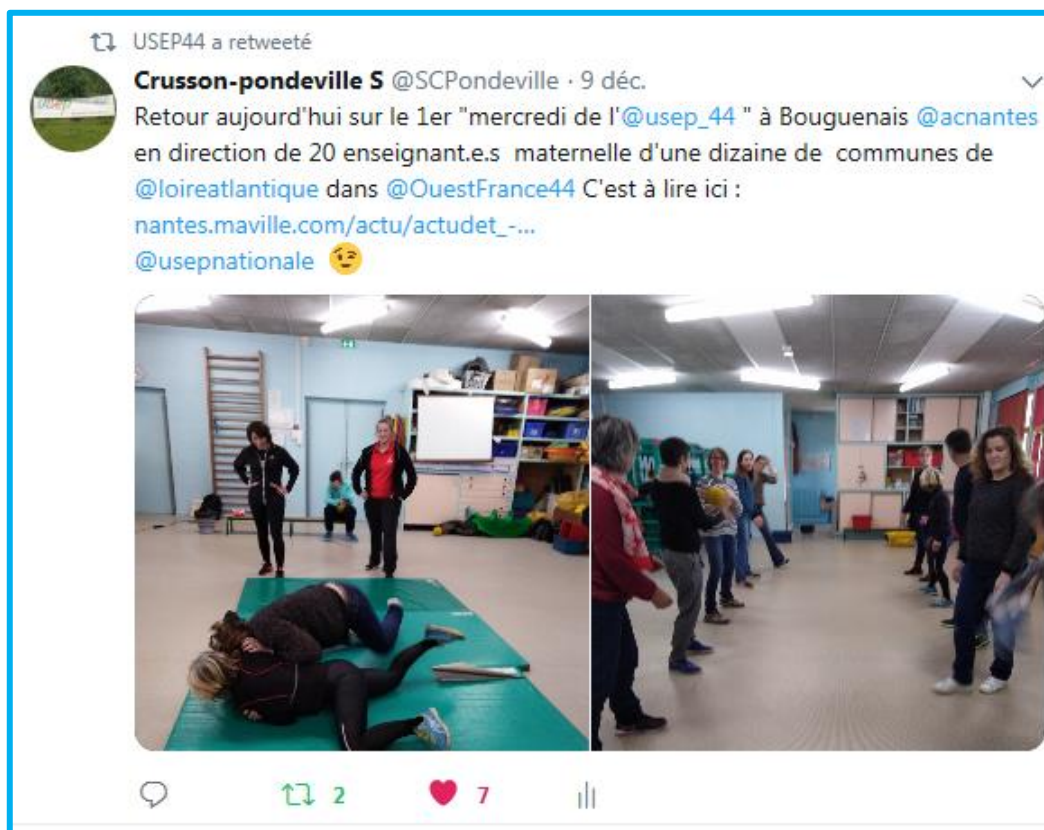 USEP44 a retweeté
Crusson-pondeville S @SCPondeville · 9 déc.
Retour aujourd'hui sur le 1er "mercredi de l'@usep_44 " à Bouguenais @acnantes
en direction de 20 enseignant.e.s maternelle d'une dizaine de communes de
@loireatlantique dans @OuestFrance44 C'est à lire ici :
nantes.maville.com/actu/actudet_-...
@usepnationale 😉
2 7